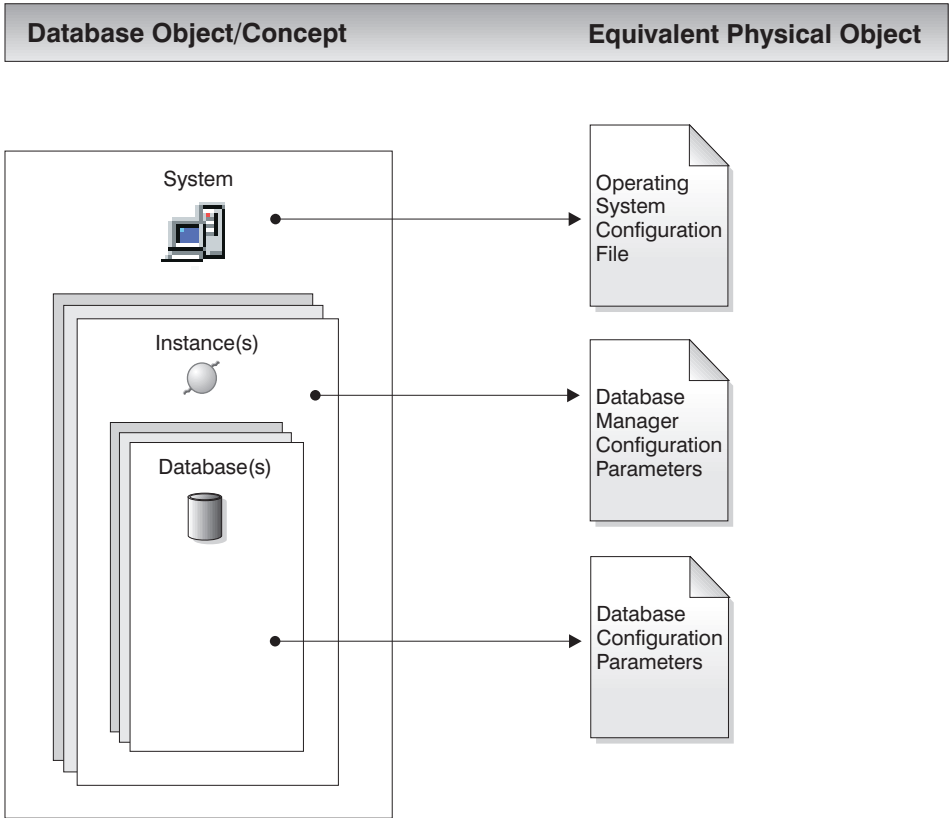 Database Object/Concept
Equivalent Physical Object
System
Operating
System
Configuration
File
Instance(s)
Database
Manager
Configuration
Parameters
Database(s)
Database
Configuration
Parameters